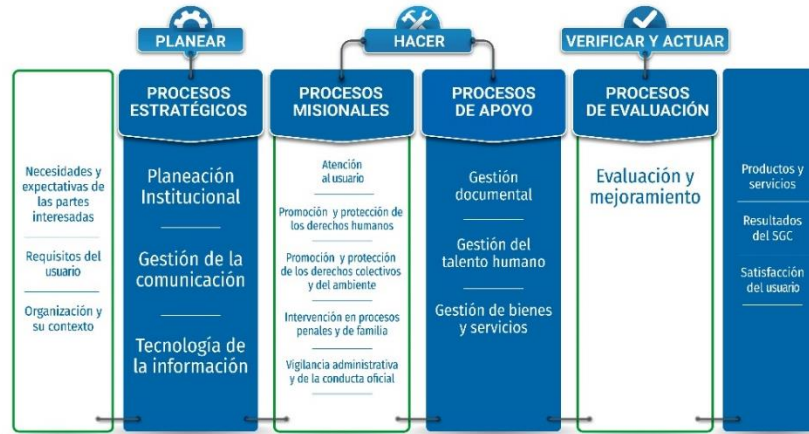 PLANEAR
HACER
VERIFICAR Y ACTUAR
Necesidades y
expectativas de
las partes
interesadas
Requisitos del
usuario
Organización y
su contexto
PROCESOS
ESTRATÉGICOS
Planeación
Institucional
Gestión de la
comunicación
Tecnología de
la información
PROCESOS
MISIONALES
Atención
al usuario
Promoción y protección de
los derechos humanos
Promoción y protección
de los derechos colectivos
y del ambiente
Intervención en procesos
penales y de familia
Vigilancia administrativa
y de la conducta oficial
PROCESOS
DE APOYO
Gestión
documental
Gestión del
talento humano
Gestión de bienes
y servicios
PROCESOS
DE EVALUACIÓN
Evaluación y
mejoramiento
Productos y
servicios
Resultados
del SGC
Satisfacción
del usuario